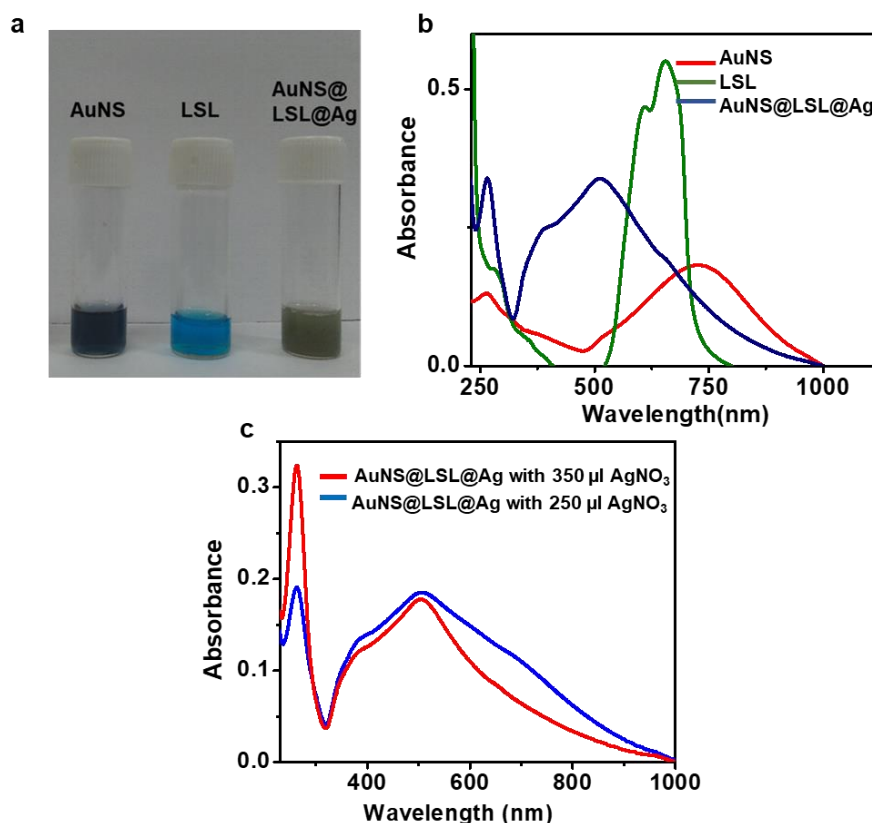 a
AuNS
LSL
AuNS@
LSL@Ag
b
AuNS
LSL
AuNS@LSL@Ag
0.5
0.0
Absorbance
250
500
750
1000
Wavelength(nm)
c
AuNS@LSL@Ag with 350 µl AgNO₃
AuNS@LSL@Ag with 250 µl AgNO₃
0.3
0.2
0.1
0.0
Absorbance
400
600
800
1000
Wavelength (nm)